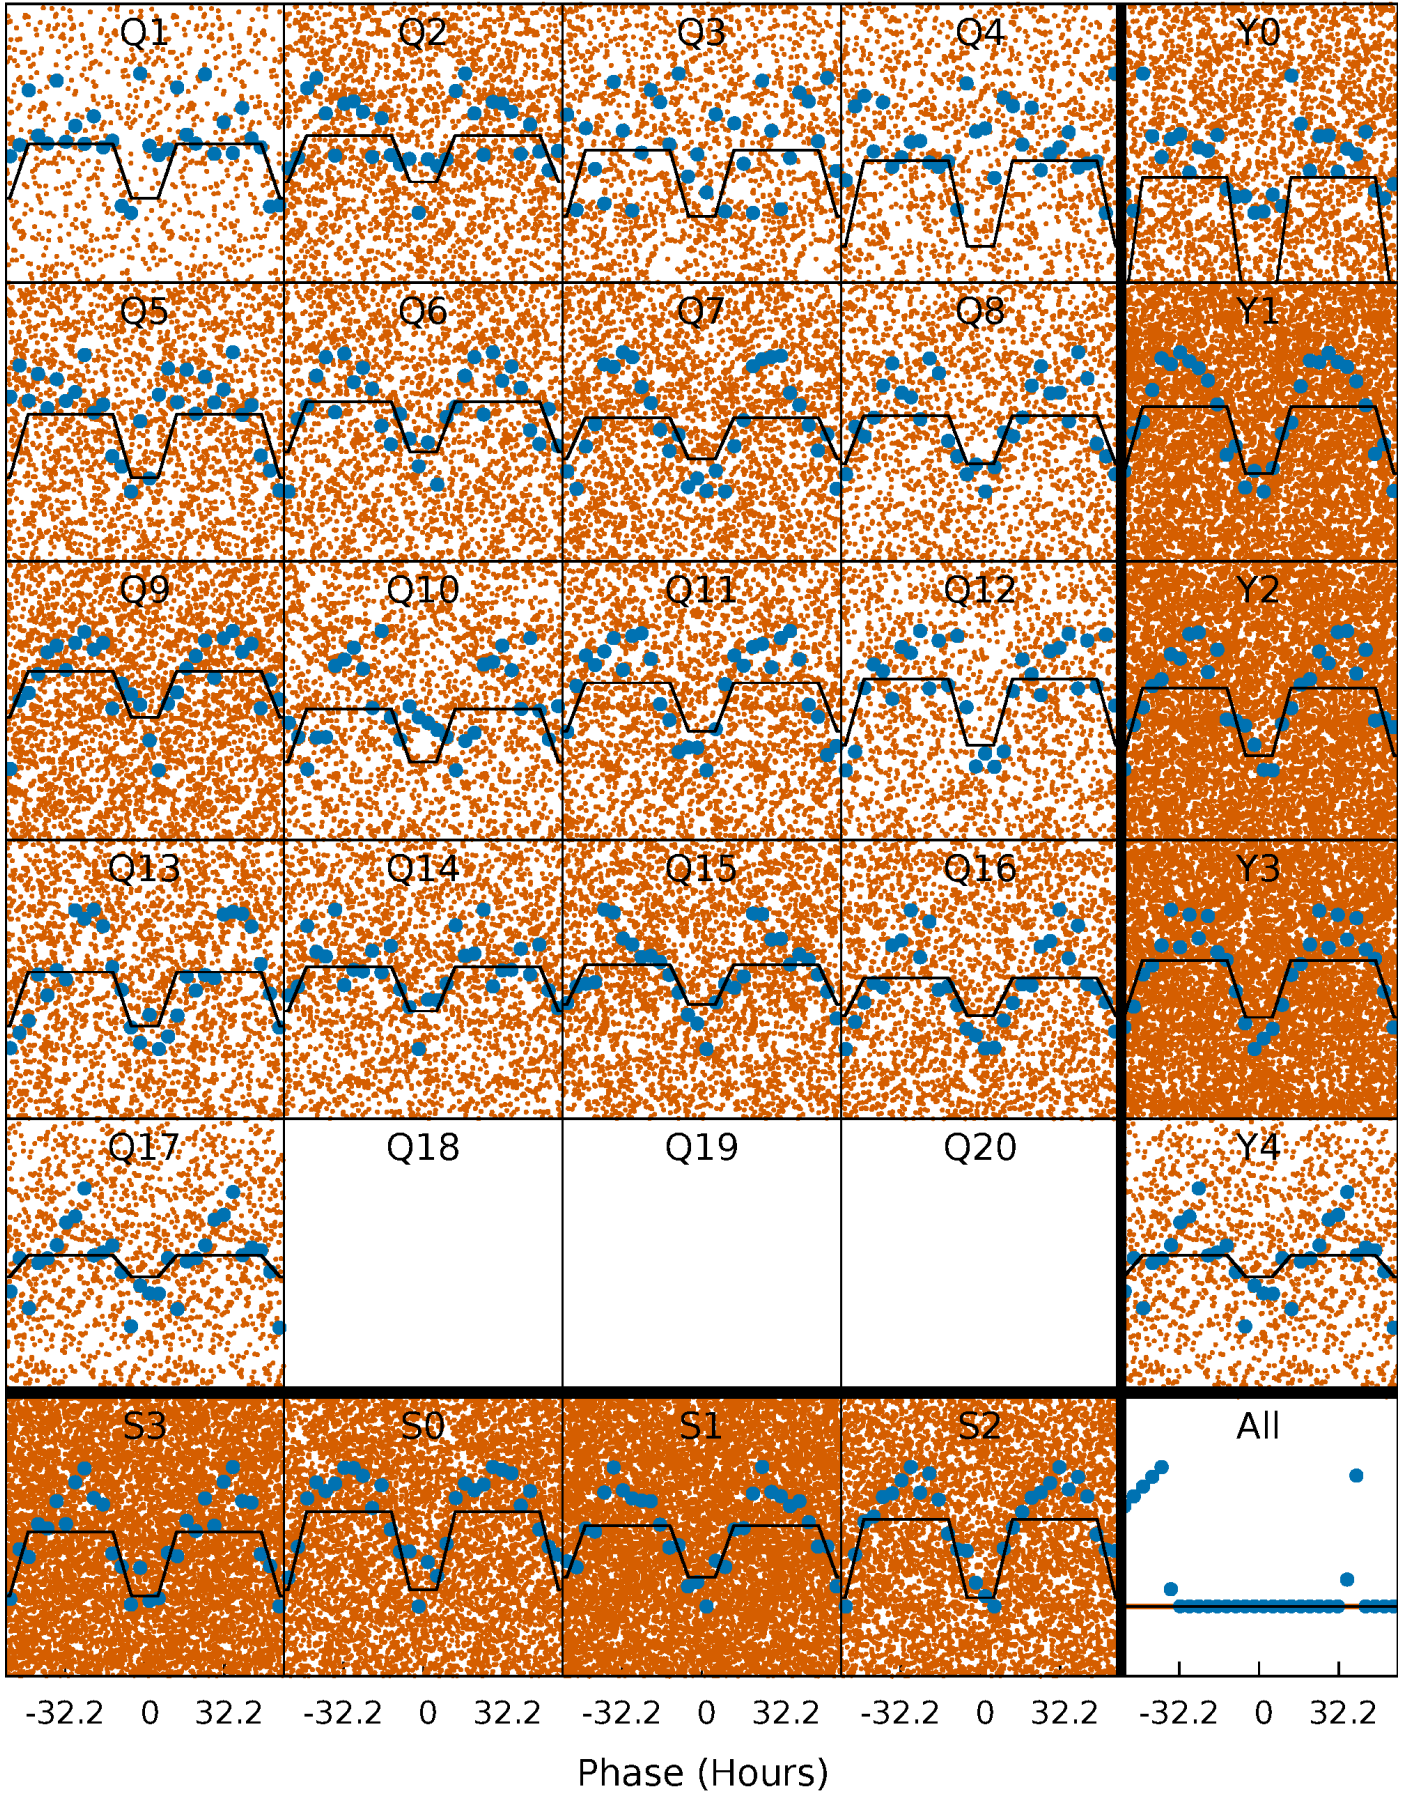 Q1 Q2 Q3 Q4 Y0
Q5 Q6 Q7 Q8 Y1
Q9 Q10 Q11 Q12 Y2
Q13 Q14 Q15 Q16 Y3
Q17 Q18 Q19 Q20 Y4
S3 S0 S1 S2 All
-32.2 0 32.2 -32.2 0 32.2 -32.2 0 32.2 -32.2 0 32.2 -32.2 0 32.2
Phase (Hours)